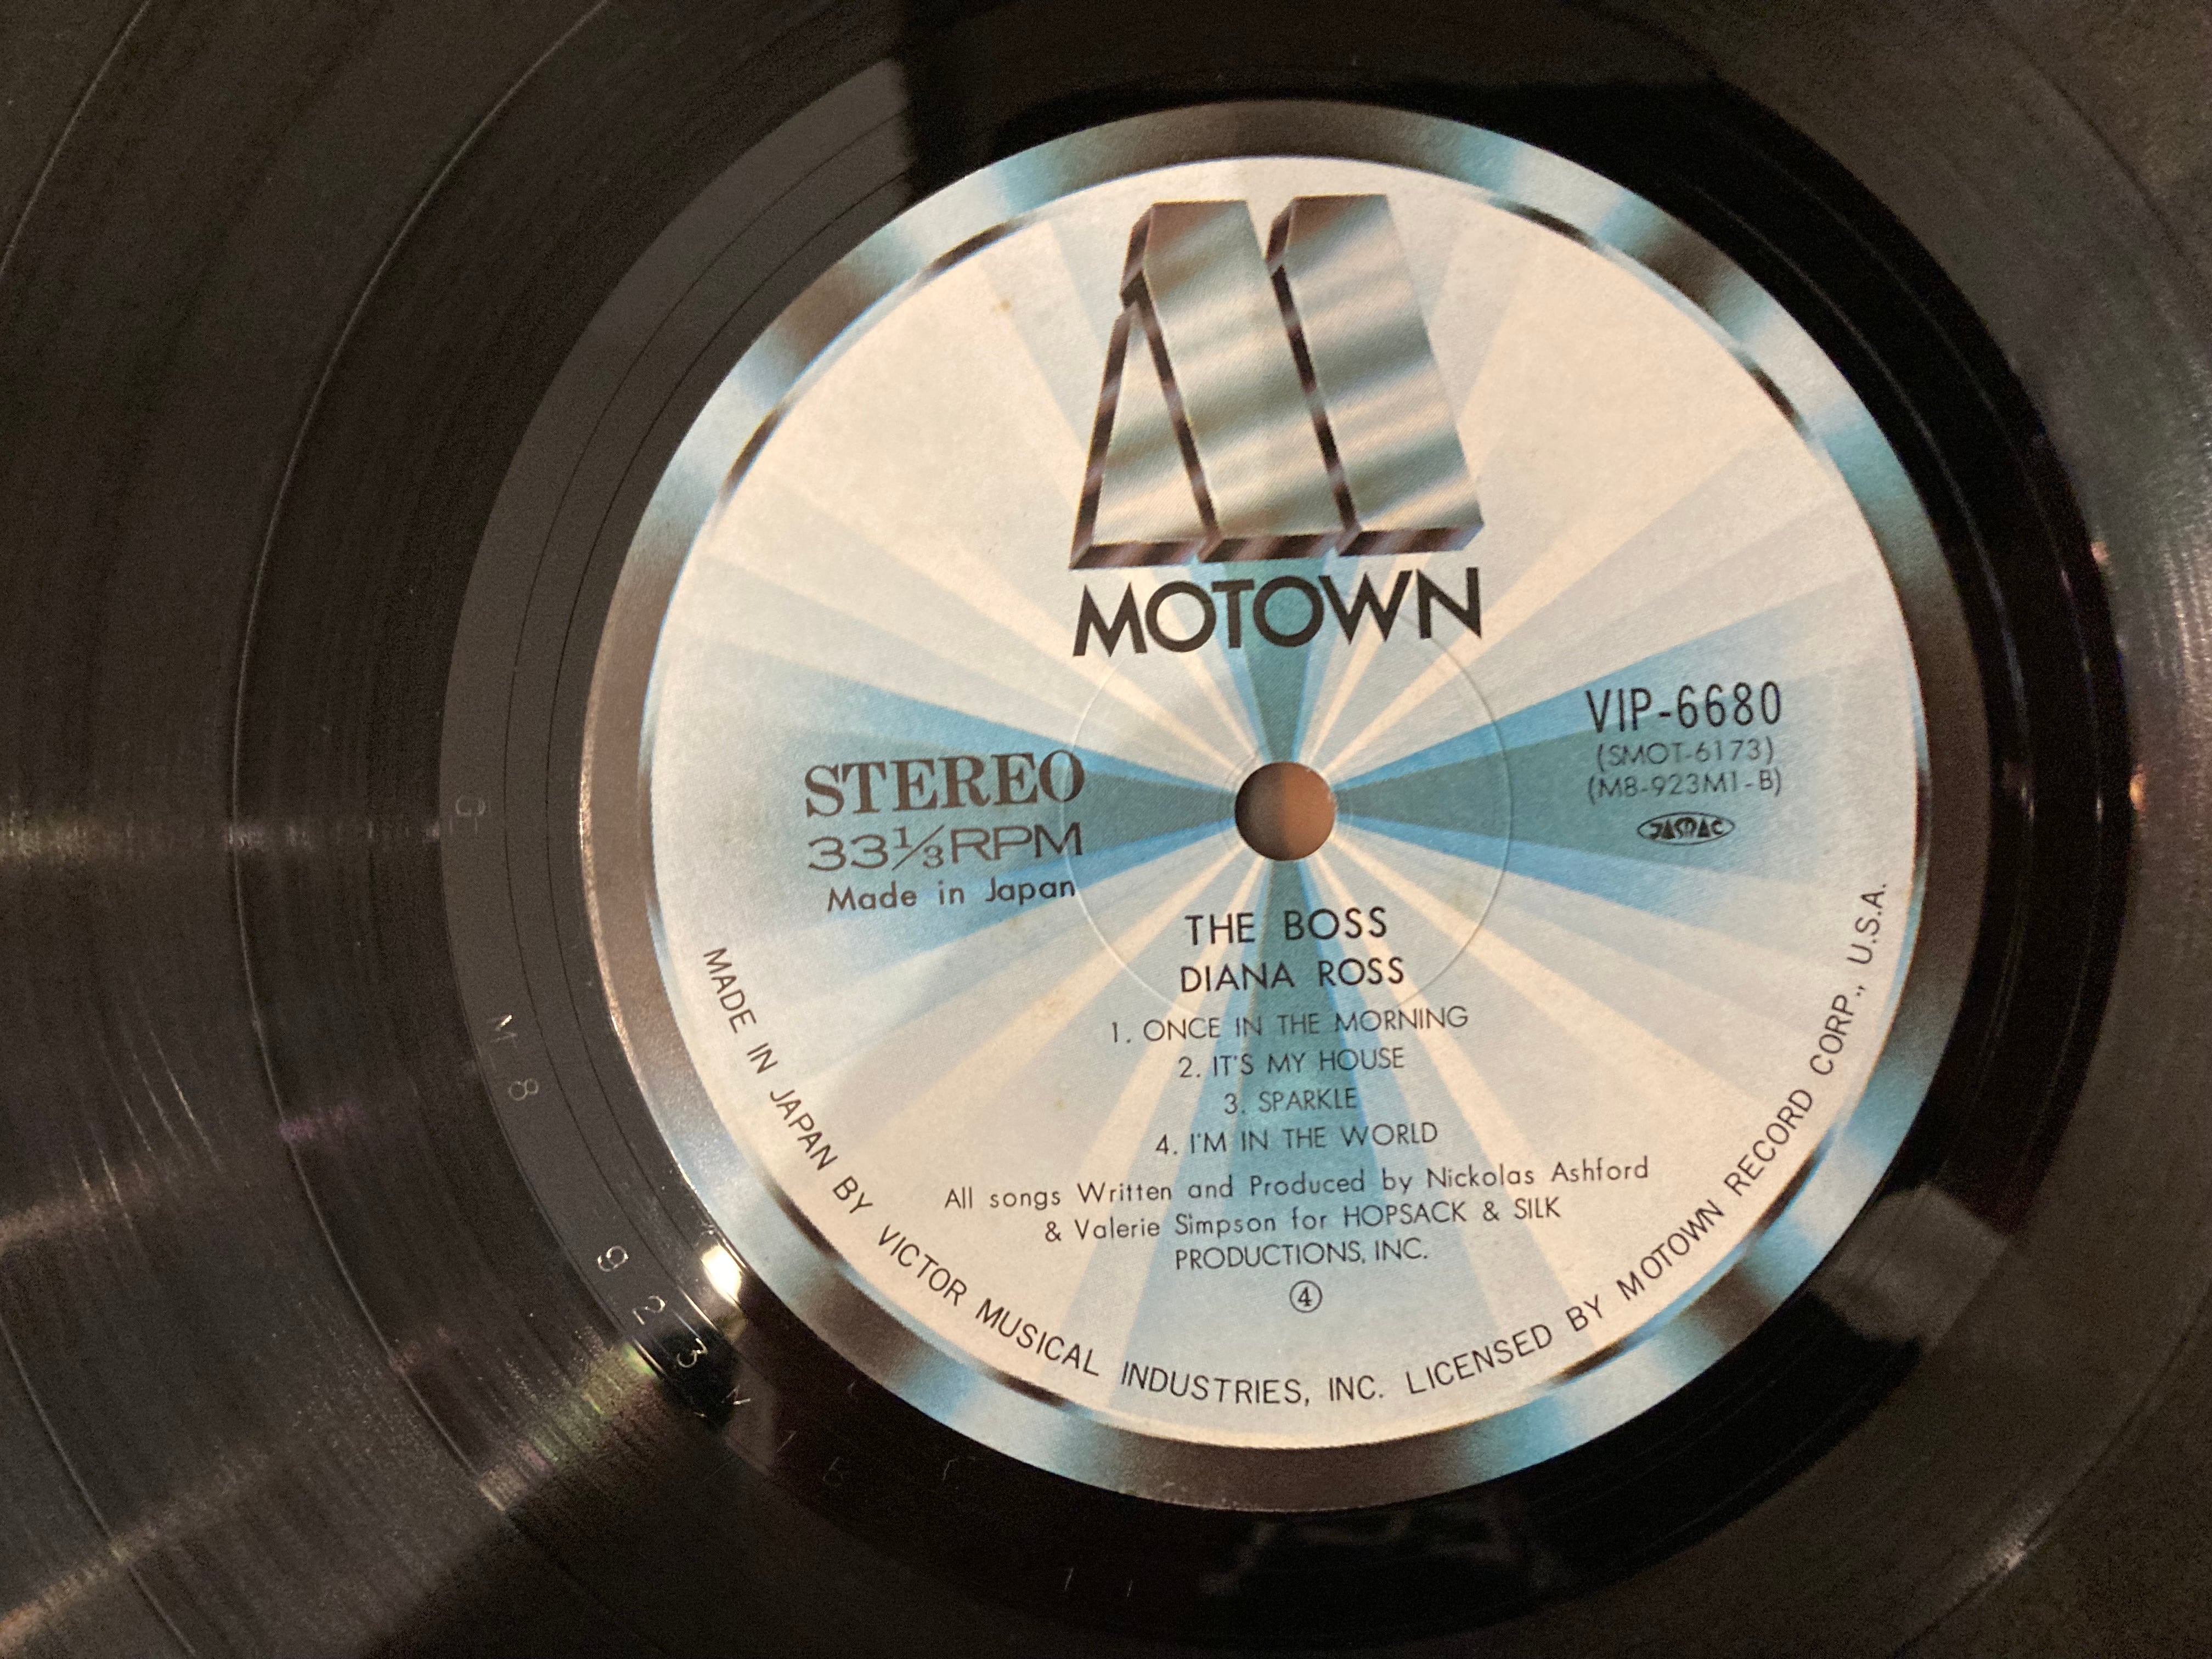 MOTOWN
VIP-6680
(SMOT-6173)
(M8-923M1-B)
JASRAC
STEREO
33⅓RPM
Made in Japan
THE BOSS
DIANA ROSS
1. ONCE IN THE MORNING
2. IT'S MY HOUSE
3. SPARKLE
4. I'M IN THE WORLD
All songs Written and Produced by Nickolas Ashford
& Valerie Simpson for HOPSACK & SILK
PRODUCTIONS, INC.
④
MADE IN JAPAN BY VICTOR MUSICAL INDUSTRIES, INC. LICENSED BY MOTOWN RECORD CORP., U.S.A.
G
M8 923